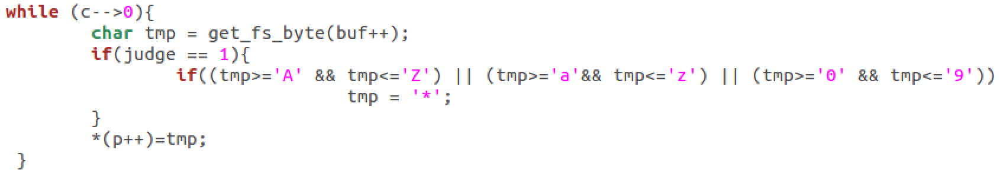 while (c-->0){
        char tmp = get_fs_byte(buf++);
        if(judge == 1){
                if((tmp>='A' && tmp<='Z') || (tmp>='a'&& tmp<='z') || (tmp>='0' && tmp<='9'))
                                tmp = '*';
        }
        *(p++)=tmp;
 }